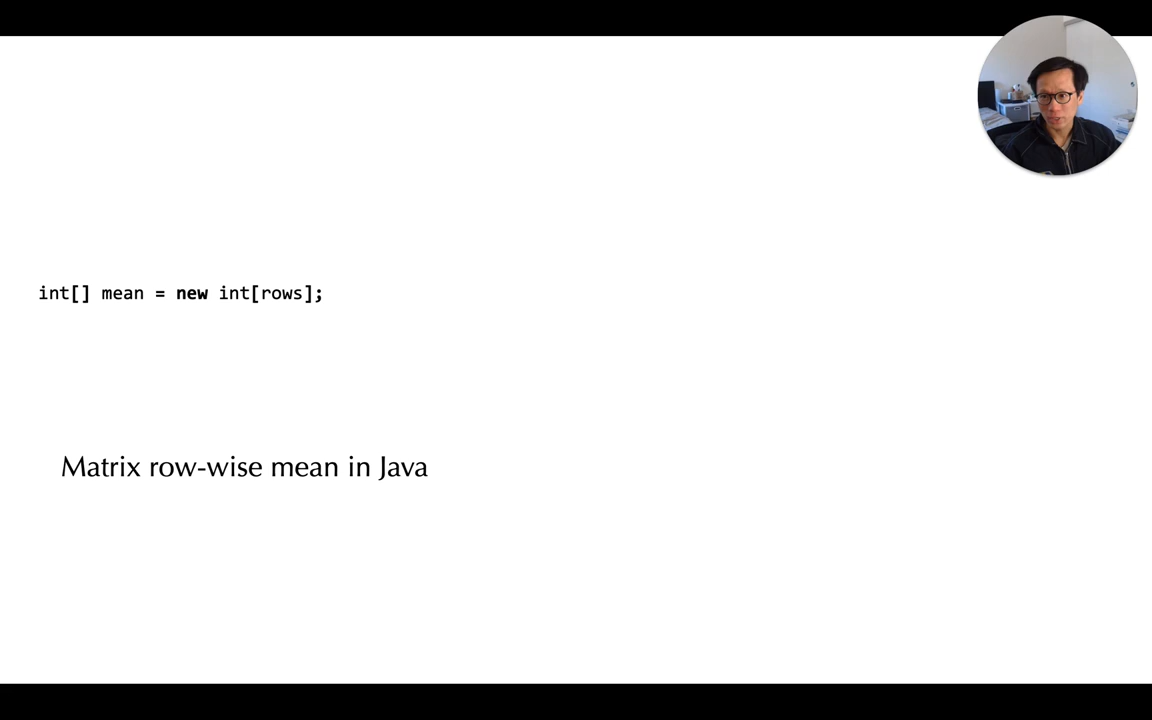 int[] mean = new int[rows];
Matrix row-wise mean in Java